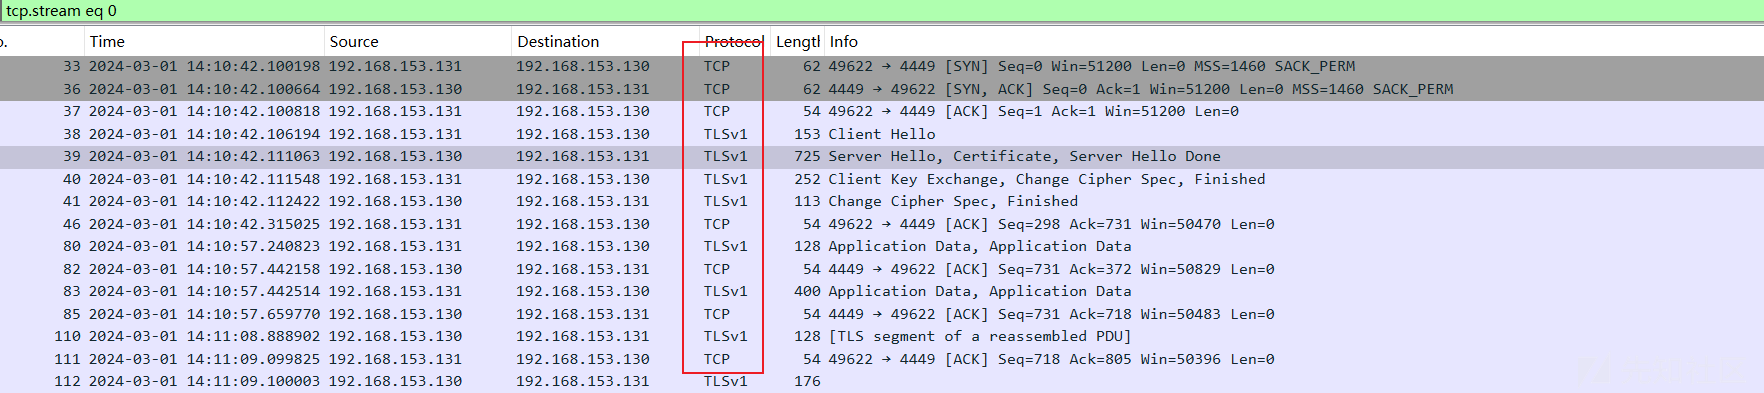 tcp.stream eq 0
o. Time Source Destination Protocol Length Info
33 2024-03-01 14:10:42.100198 192.168.153.131 192.168.153.130 TCP 62 49622 → 4449 [SYN] Seq=0 Win=51200 Len=0 MSS=1460 SACK_PERM
36 2024-03-01 14:10:42.100664 192.168.153.130 192.168.153.131 TCP 62 4449 → 49622 [SYN, ACK] Seq=0 Ack=1 Win=51200 Len=0 MSS=1460 SACK_PERM
37 2024-03-01 14:10:42.100818 192.168.153.131 192.168.153.130 TCP 54 49622 → 4449 [ACK] Seq=1 Ack=1 Win=51200 Len=0
38 2024-03-01 14:10:42.106194 192.168.153.131 192.168.153.130 TLSv1 153 Client Hello
39 2024-03-01 14:10:42.111063 192.168.153.130 192.168.153.131 TLSv1 725 Server Hello, Certificate, Server Hello Done
40 2024-03-01 14:10:42.111548 192.168.153.131 192.168.153.130 TLSv1 252 Client Key Exchange, Change Cipher Spec, Finished
41 2024-03-01 14:10:42.112422 192.168.153.130 192.168.153.131 TLSv1 113 Change Cipher Spec, Finished
46 2024-03-01 14:10:42.315025 192.168.153.131 192.168.153.130 TCP 54 49622 → 4449 [ACK] Seq=298 Ack=731 Win=50470 Len=0
80 2024-03-01 14:10:57.240823 192.168.153.131 192.168.153.130 TLSv1 128 Application Data, Application Data
82 2024-03-01 14:10:57.442158 192.168.153.130 192.168.153.131 TCP 54 4449 → 49622 [ACK] Seq=731 Ack=372 Win=50829 Len=0
83 2024-03-01 14:10:57.442514 192.168.153.131 192.168.153.130 TLSv1 400 Application Data, Application Data
85 2024-03-01 14:10:57.659770 192.168.153.130 192.168.153.131 TCP 54 4449 → 49622 [ACK] Seq=731 Ack=718 Win=50483 Len=0
110 2024-03-01 14:11:08.888902 192.168.153.130 192.168.153.131 TLSv1 128 [TLS segment of a reassembled PDU]
111 2024-03-01 14:11:09.099825 192.168.153.131 192.168.153.130 TCP 54 49622 → 4449 [ACK] Seq=718 Ack=805 Win=50396 Len=0
112 2024-03-01 14:11:09.100003 192.168.153.130 192.168.153.131 TLSv1 176